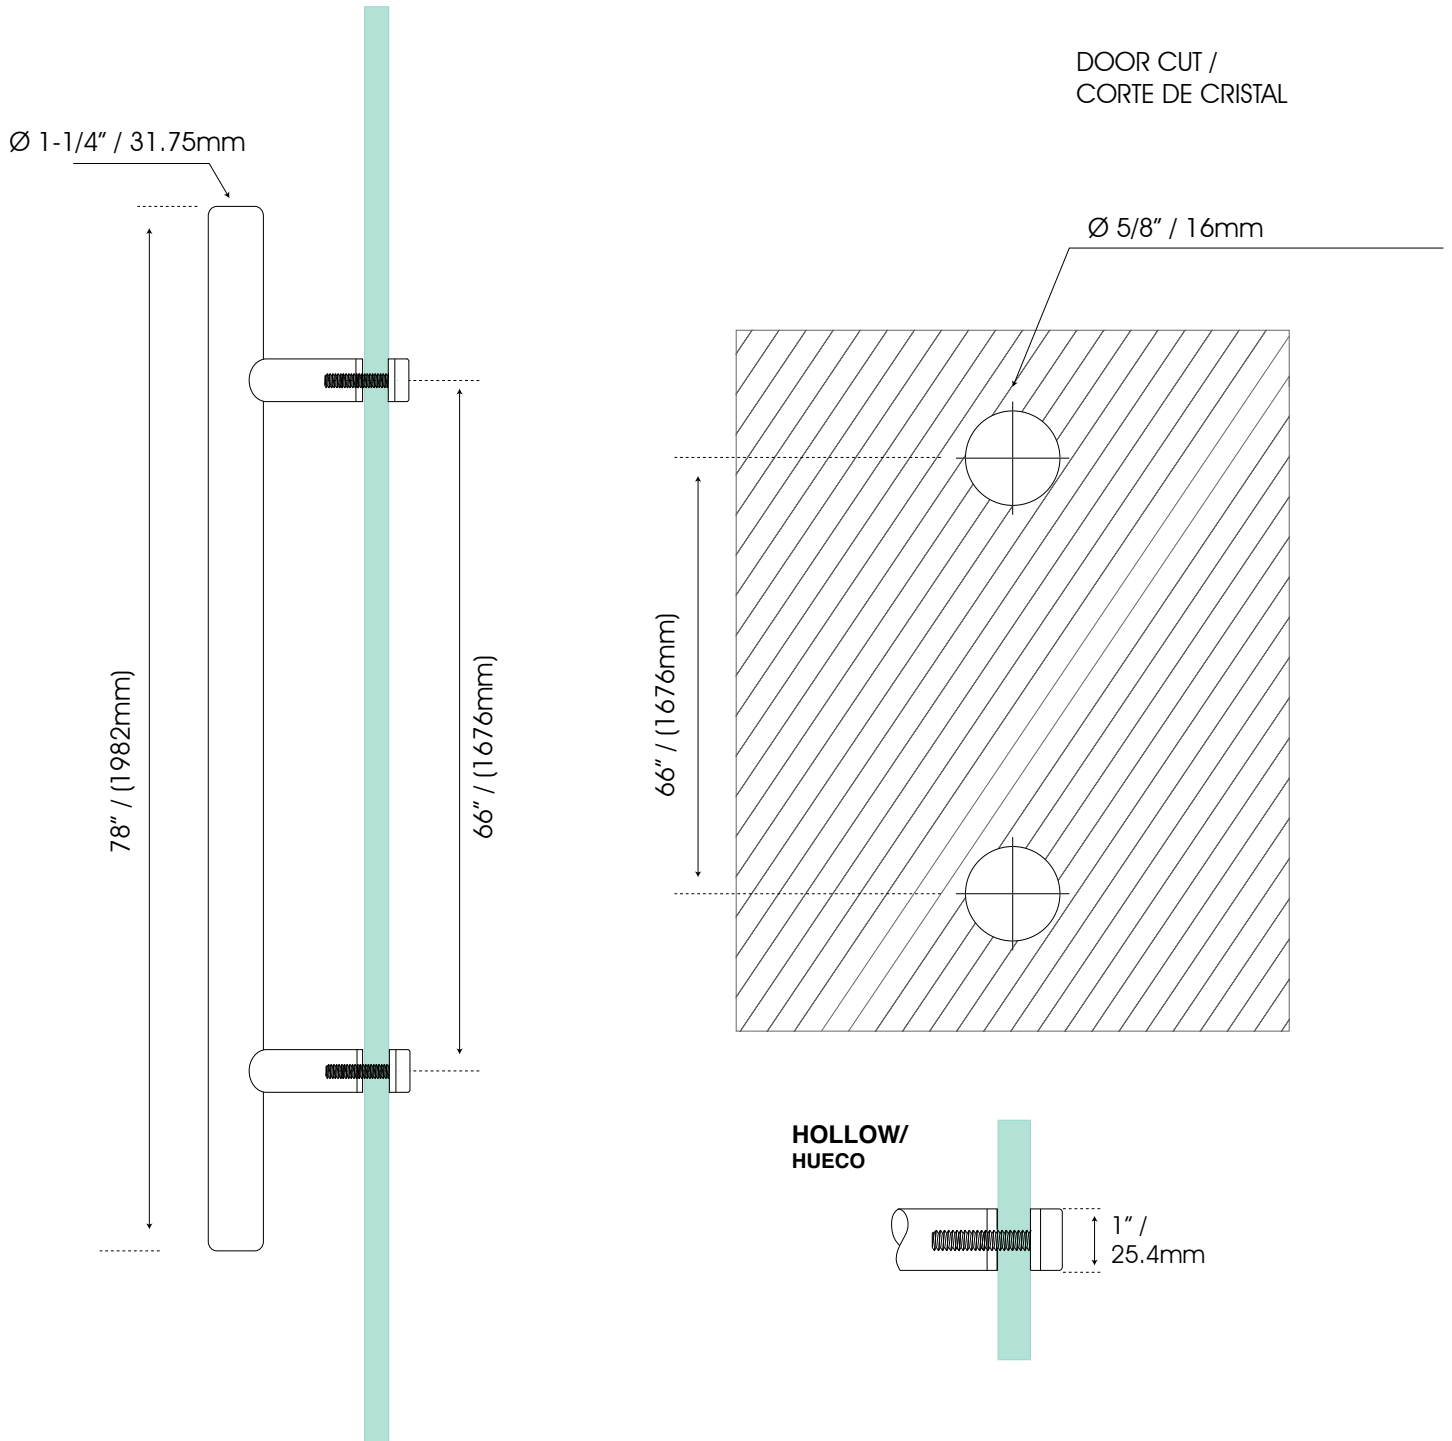 DOOR CUT /
CORTE DE CRISTAL
Ø 1-1/4” / 31.75mm
Ø 5/8” / 16mm
78” / (1982mm)
66” / (1676mm)
66” / (1676mm)
HOLLOW/
HUECO
1” /
25.4mm